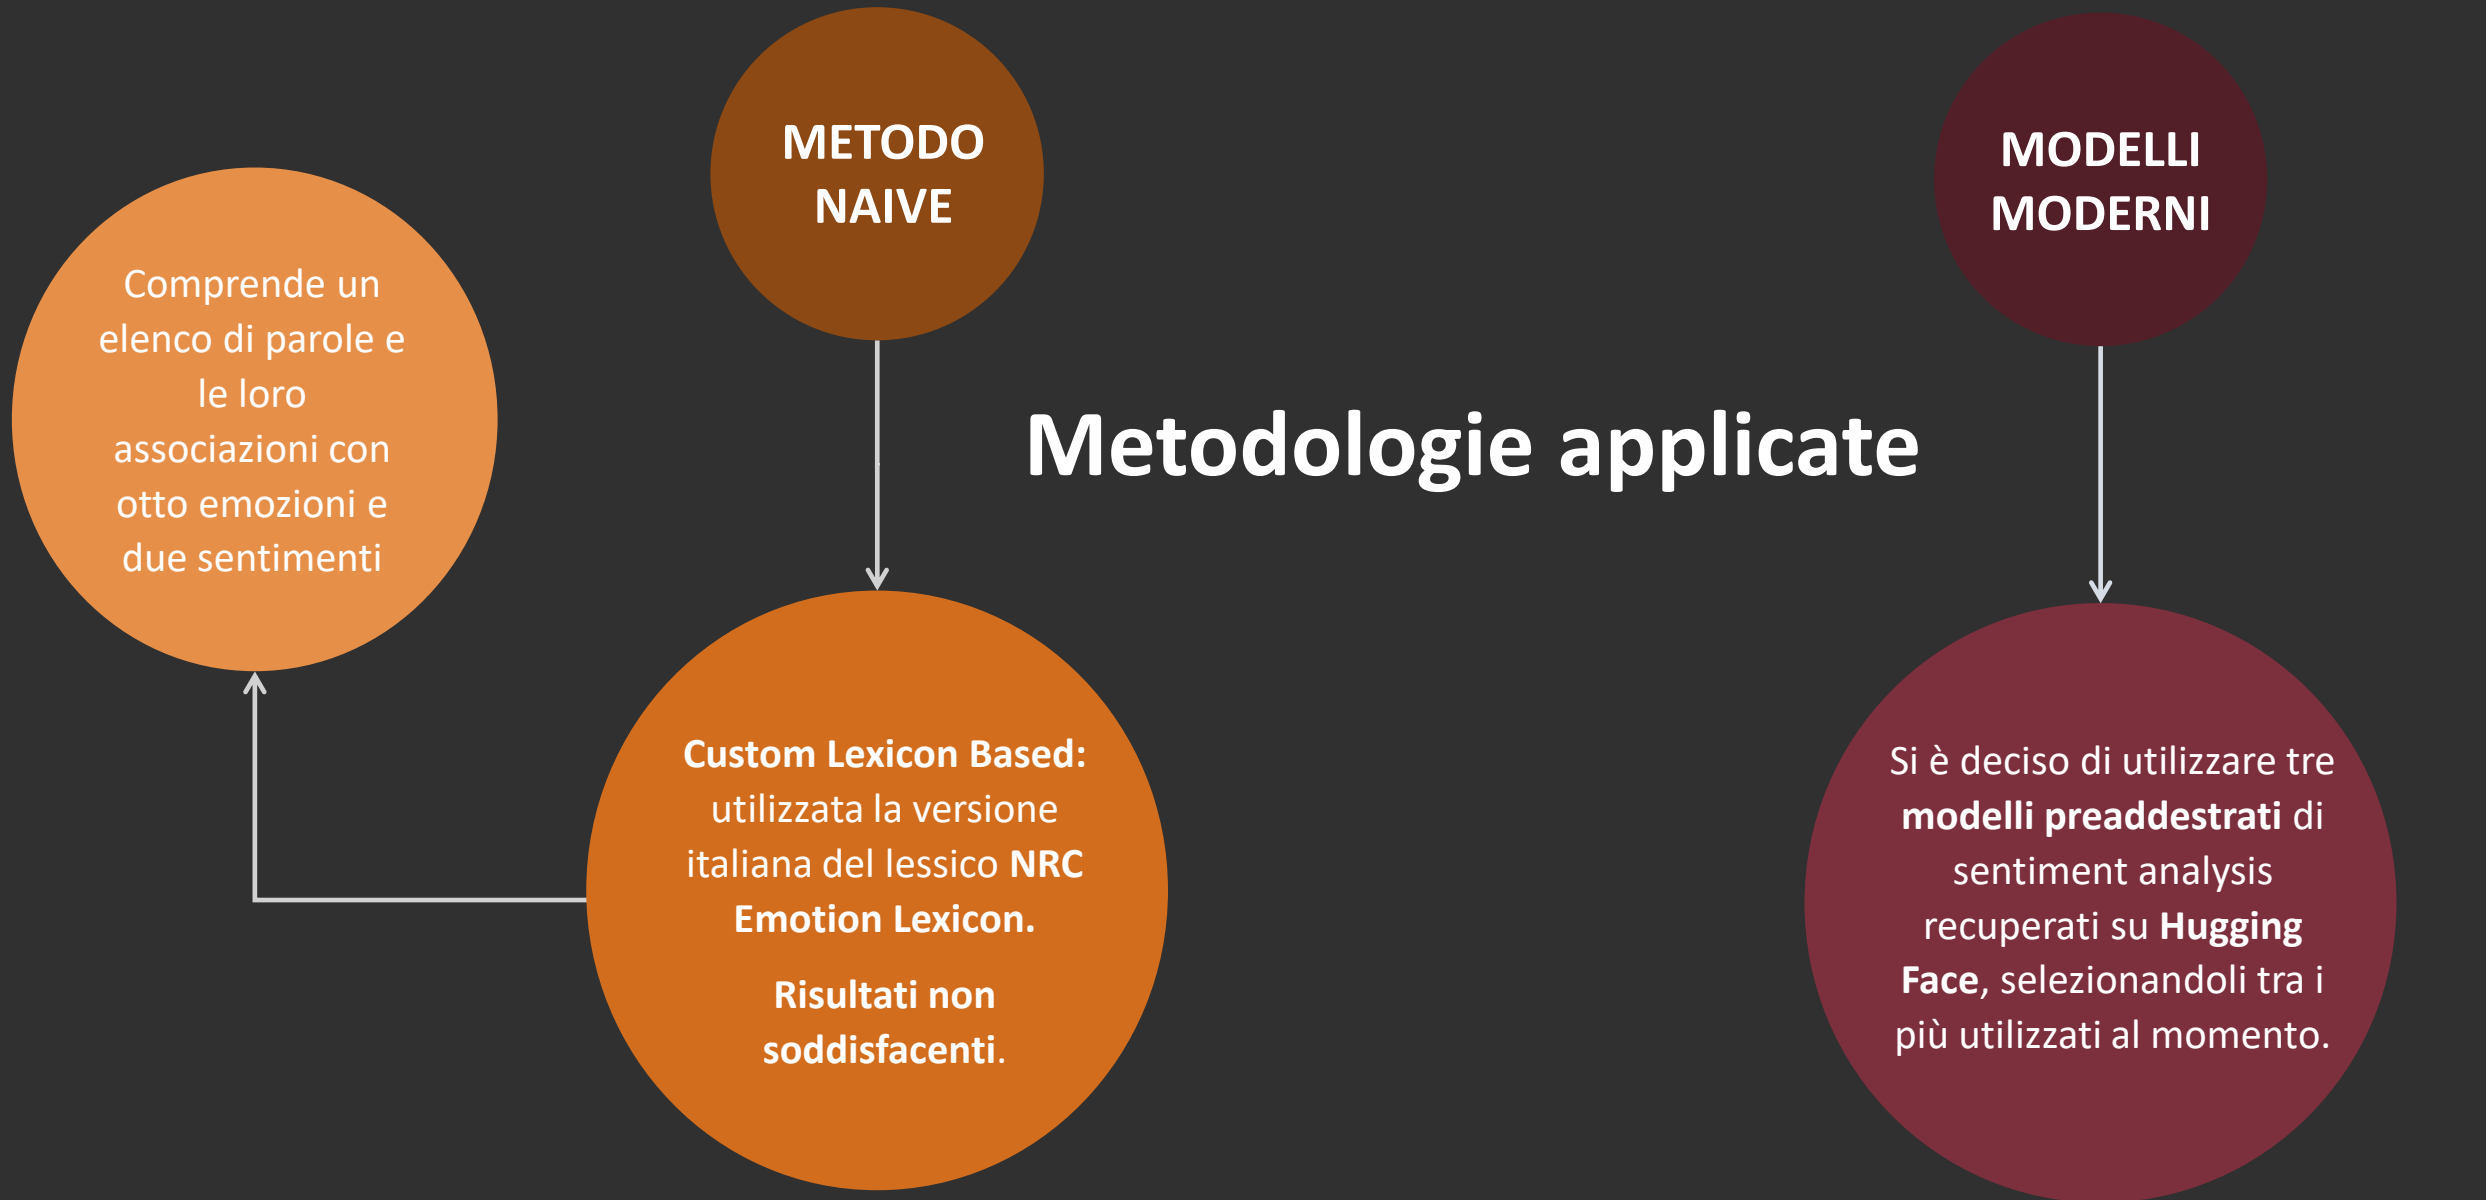 METODO
NAIVE
MODELLI
MODERNI
Comprende un
elenco di parole e
le loro
associazioni con
otto emozioni e
due sentimenti
Metodologie applicate
Custom Lexicon Based:
utilizzata la versione
italiana del lessico NRC
Emotion Lexicon.
Risultati non
soddisfacenti.
Si è deciso di utilizzare tre
modelli preaddestrati di
sentiment analysis
recuperati su Hugging
Face, selezionandoli tra i
più utilizzati al momento.